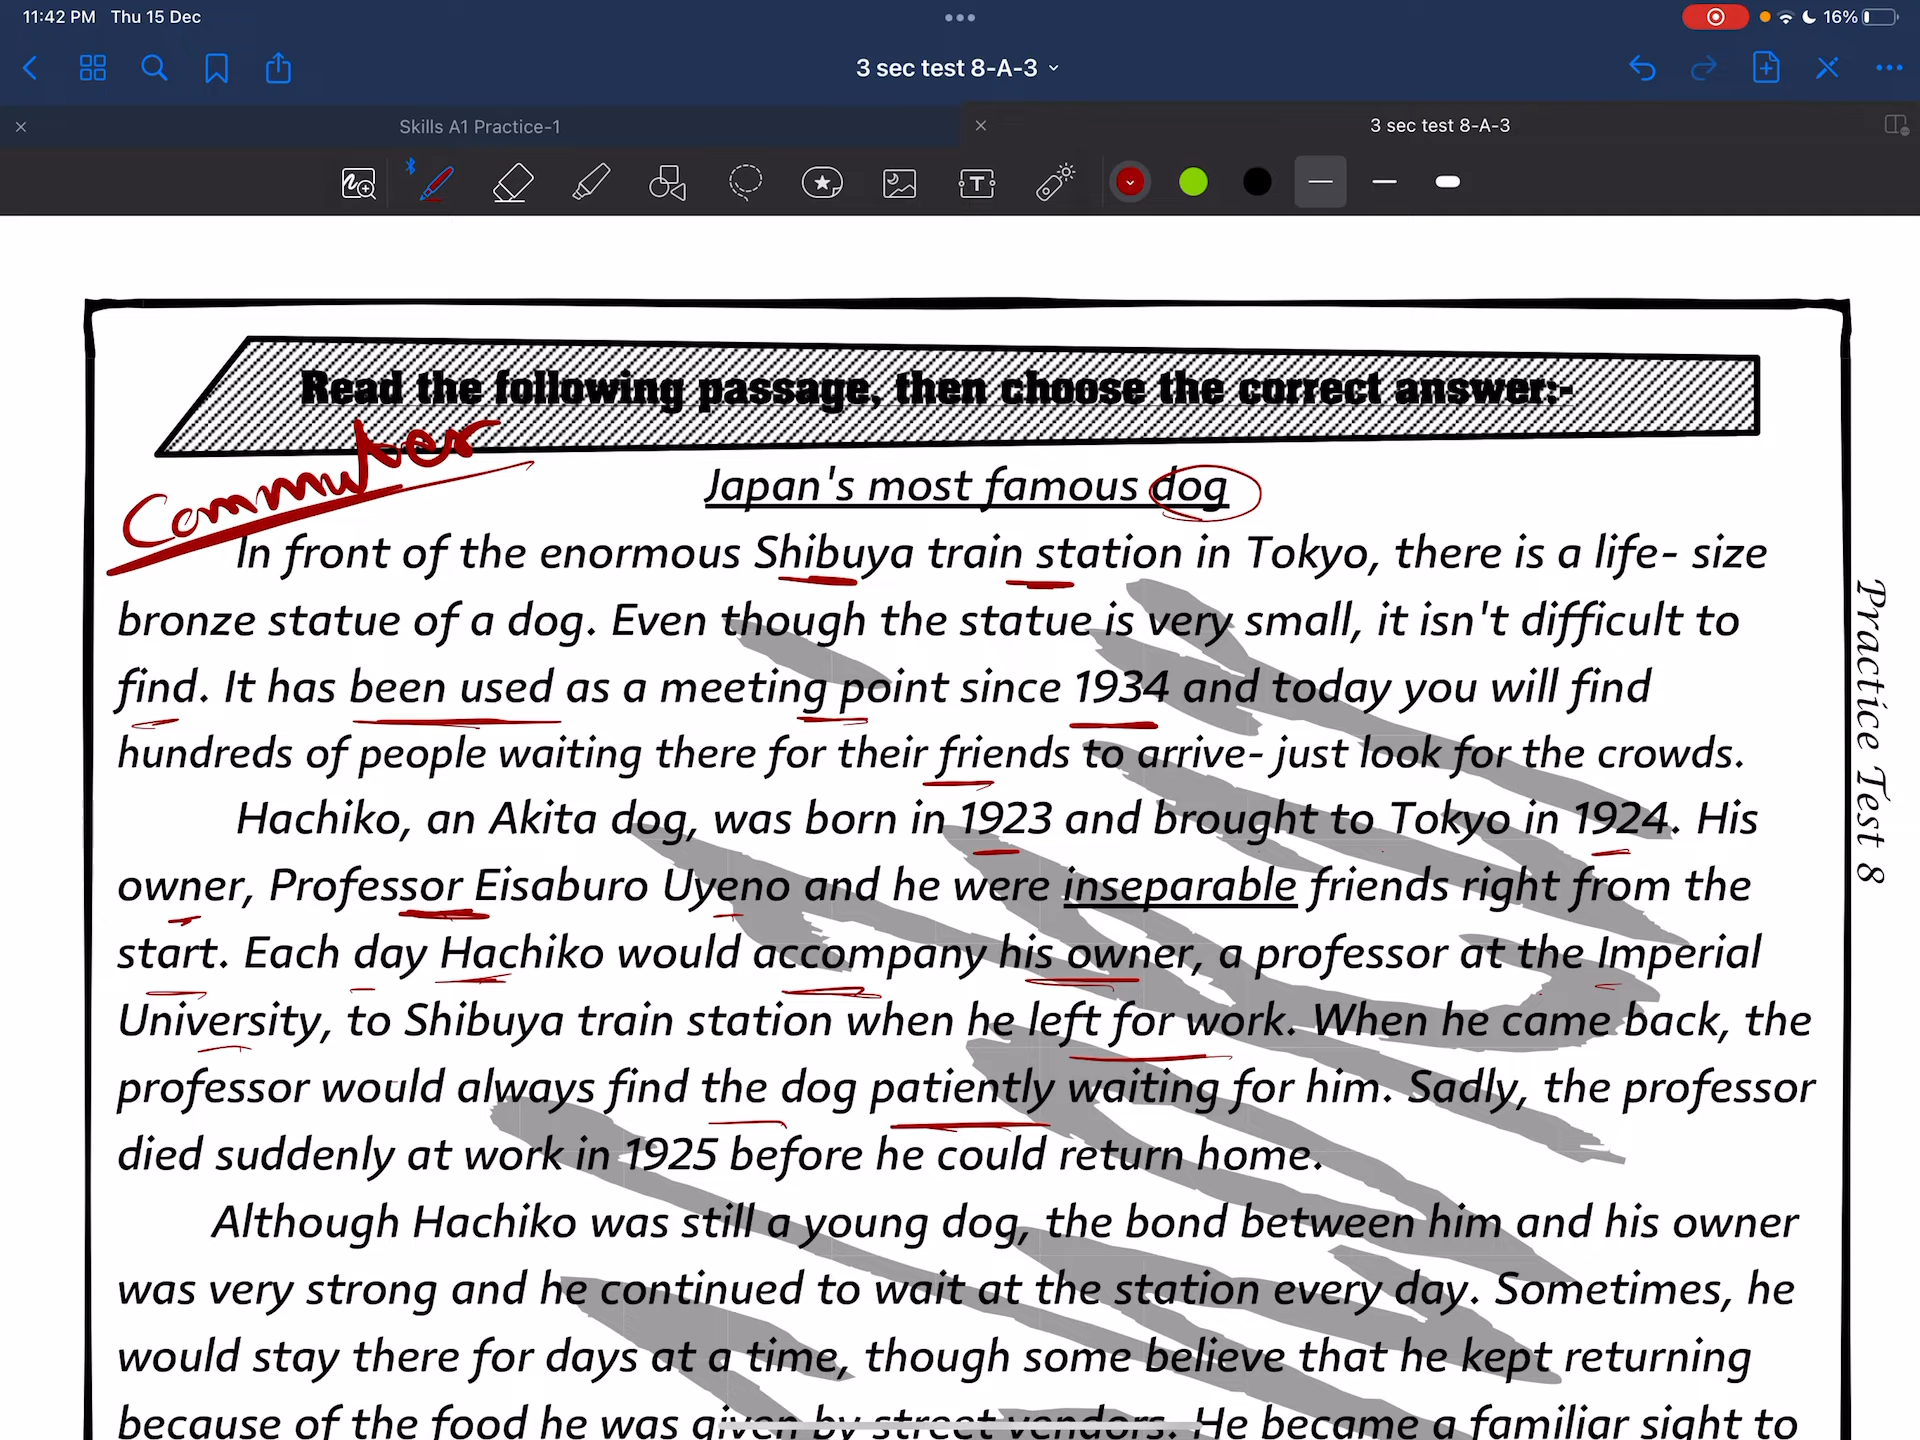 11:42 PM Thu 15 Dec
16%
3 sec test 8-A-3
Skills A1 Practice-1
3 sec test 8-A-3
Read the following passage, then choose the correct answer:-
Commuter
Japan's most famous dog
In front of the enormous Shibuya train station in Tokyo, there is a life- size
bronze statue of a dog. Even though the statue is very small, it isn't difficult to
find. It has been used as a meeting point since 1934 and today you will find
hundreds of people waiting there for their friends to arrive- just look for the crowds.
Hachiko, an Akita dog, was born in 1923 and brought to Tokyo in 1924. His
owner, Professor Eisaburo Uyeno and he were inseparable friends right from the
start. Each day Hachiko would accompany his owner, a professor at the Imperial
University, to Shibuya train station when he left for work. When he came back, the
professor would always find the dog patiently waiting for him. Sadly, the professor
died suddenly at work in 1925 before he could return home.
Although Hachiko was still a young dog, the bond between him and his owner
was very strong and he continued to wait at the station every day. Sometimes, he
would stay there for days at a time, though some believe that he kept returning
because of the food he was given by street vendors. He became a familiar sight to
Practice Test 8